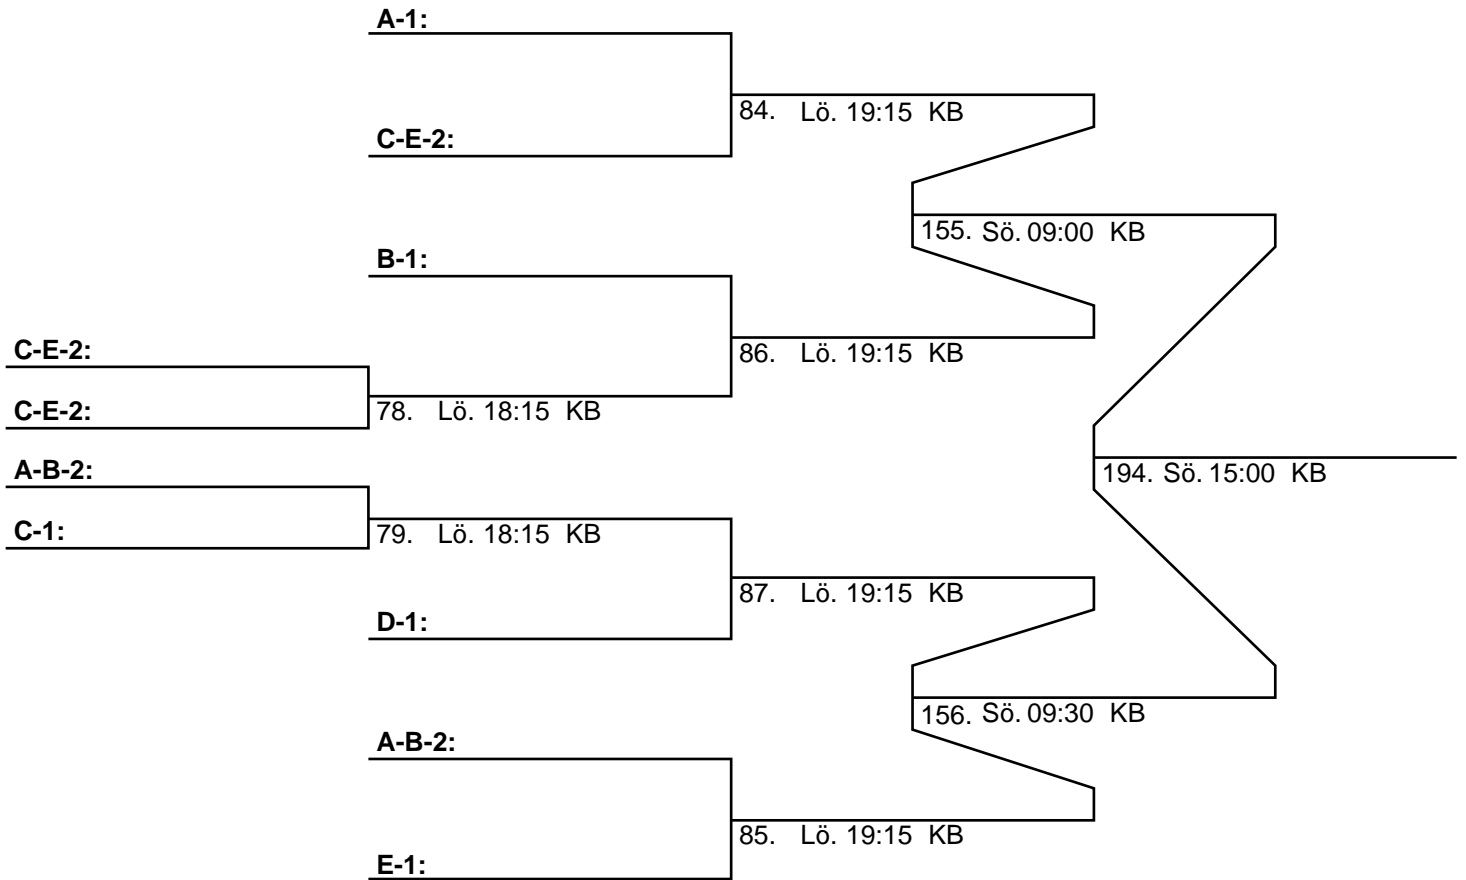 A-1:
84. Lö. 19:15 KB
C-E-2:
155. Sö. 09:00 KB
B-1:
C-E-2:
86. Lö. 19:15 KB
C-E-2:
78. Lö. 18:15 KB
A-B-2:
194. Sö. 15:00 KB
C-1:
79. Lö. 18:15 KB
87. Lö. 19:15 KB
D-1:
156. Sö. 09:30 KB
A-B-2:
85. Lö. 19:15 KB
E-1: